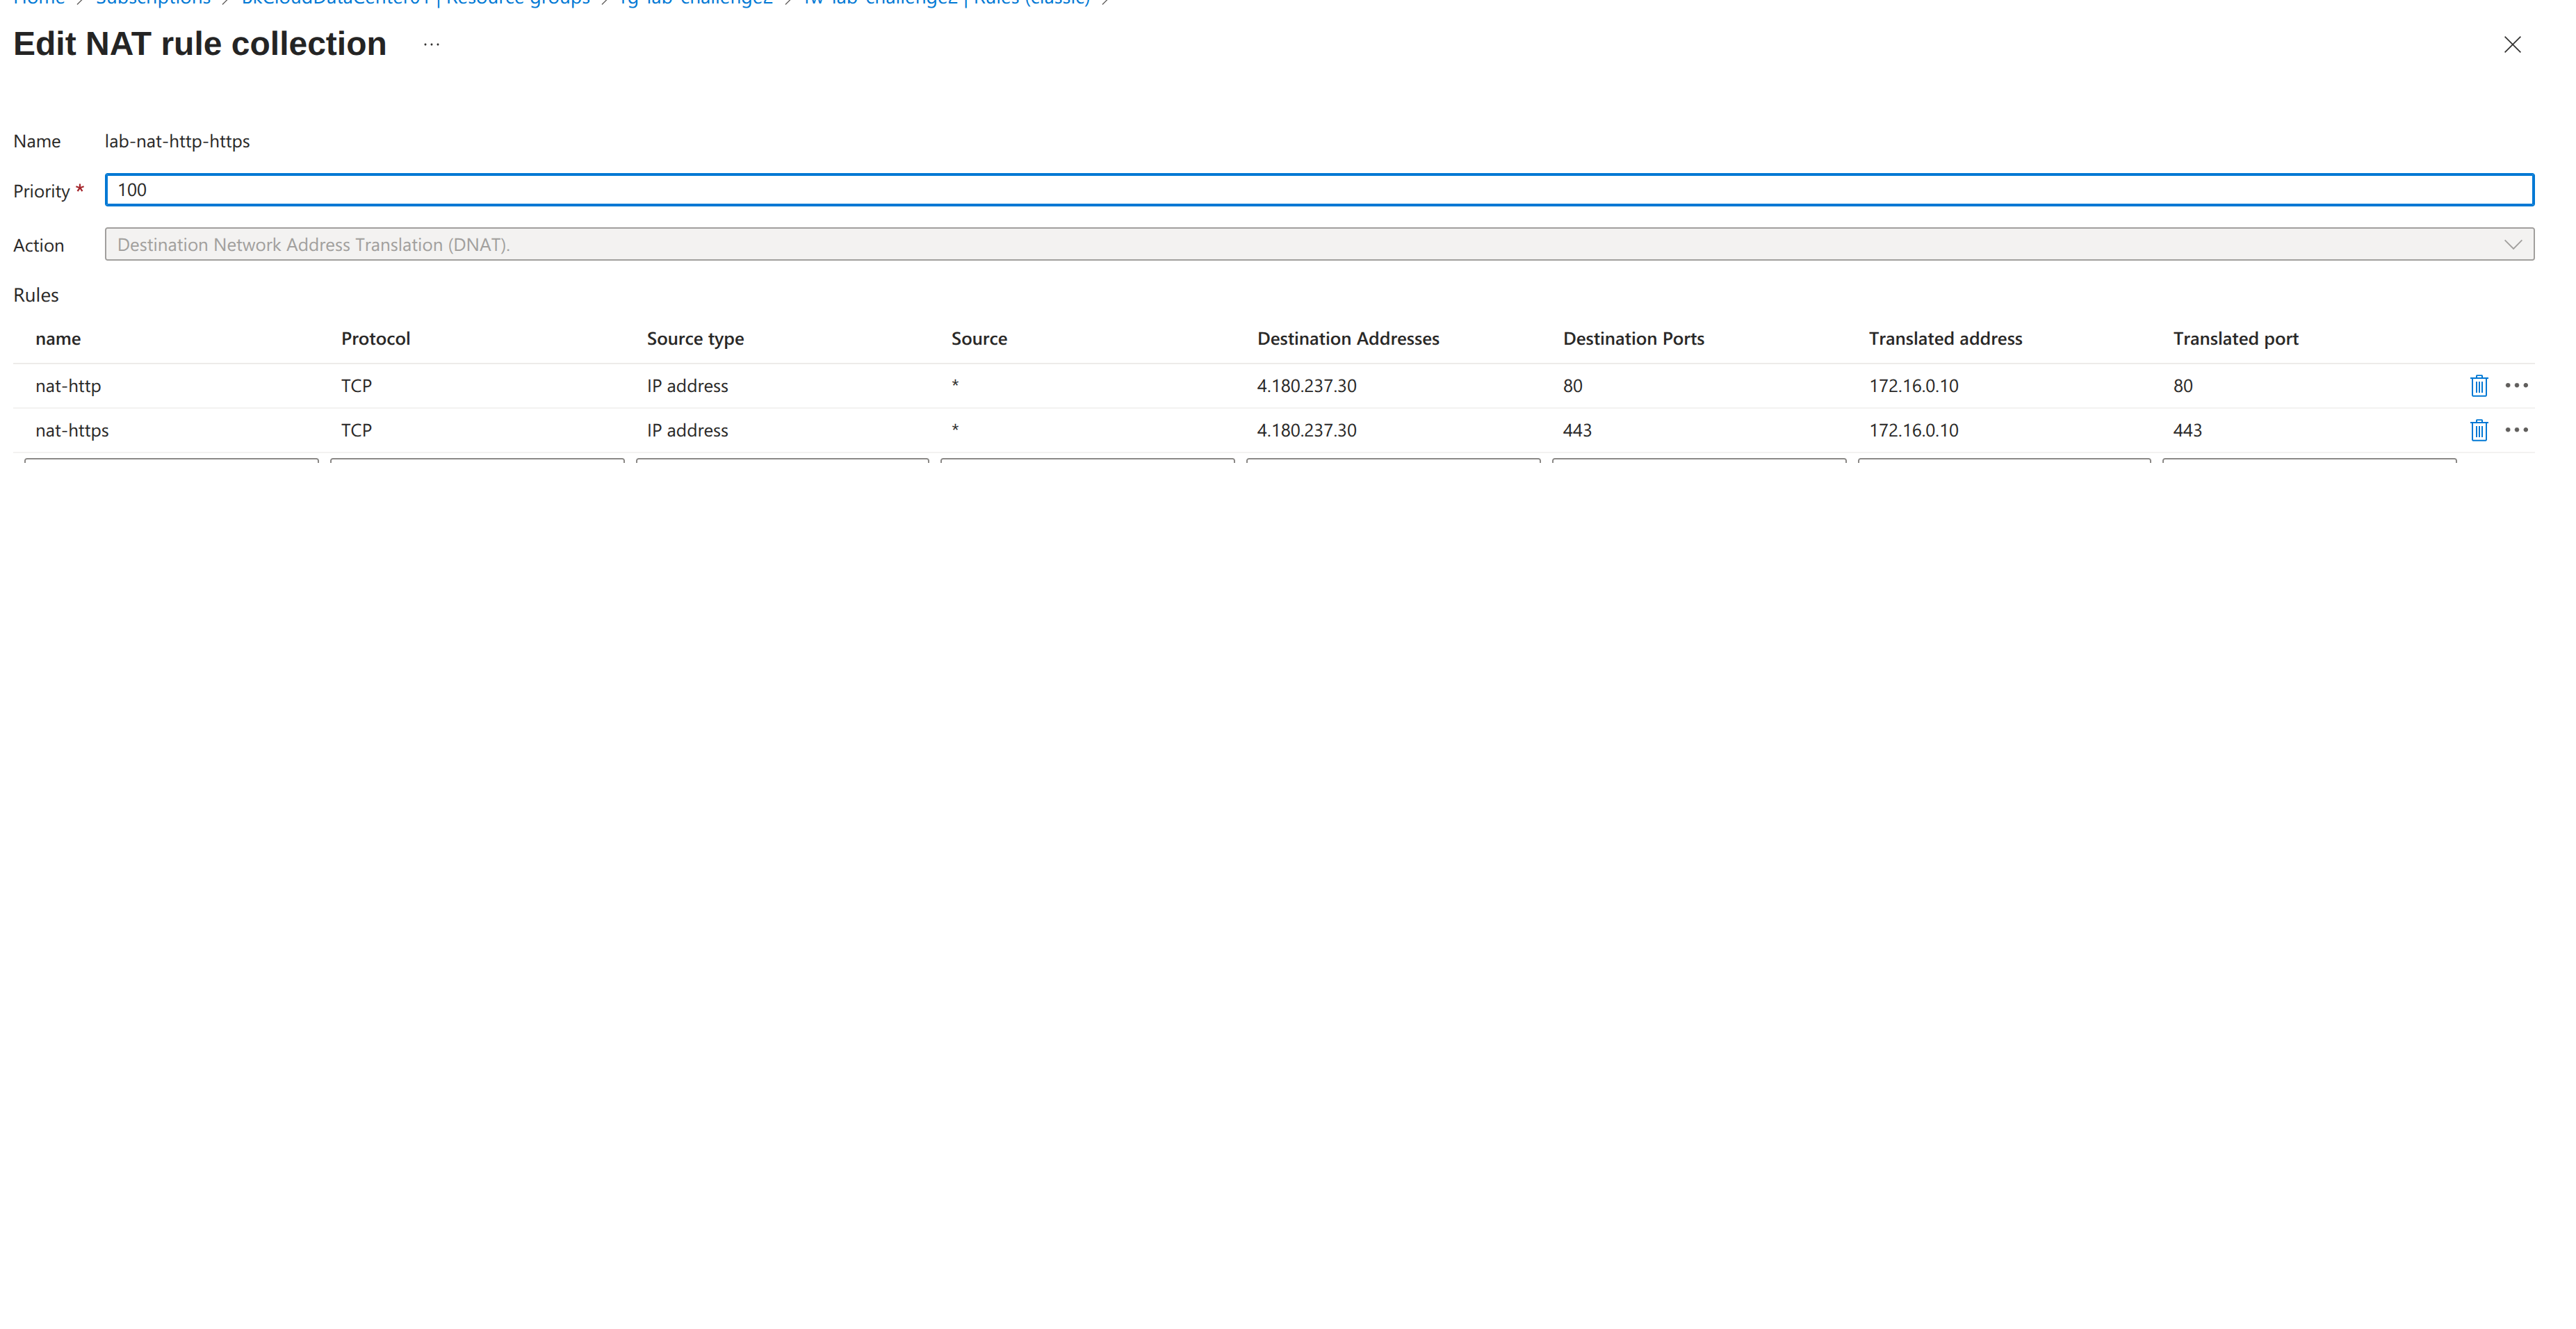 Home > Subscriptions > BkCloudDataCenter01 | Resource groups > rg-lab-challenge2 > fw-lab-challenge2 | Rules (classic) >
Edit NAT rule collection ...
Name lab-nat-http-https
Priority * 100
Action Destination Network Address Translation (DNAT).
Rules
name Protocol Source type Source Destination Addresses Destination Ports Translated address Translated port
nat-http TCP IP address * 4.180.237.30 80 172.16.0.10 80
nat-https TCP IP address * 4.180.237.30 443 172.16.0.10 443